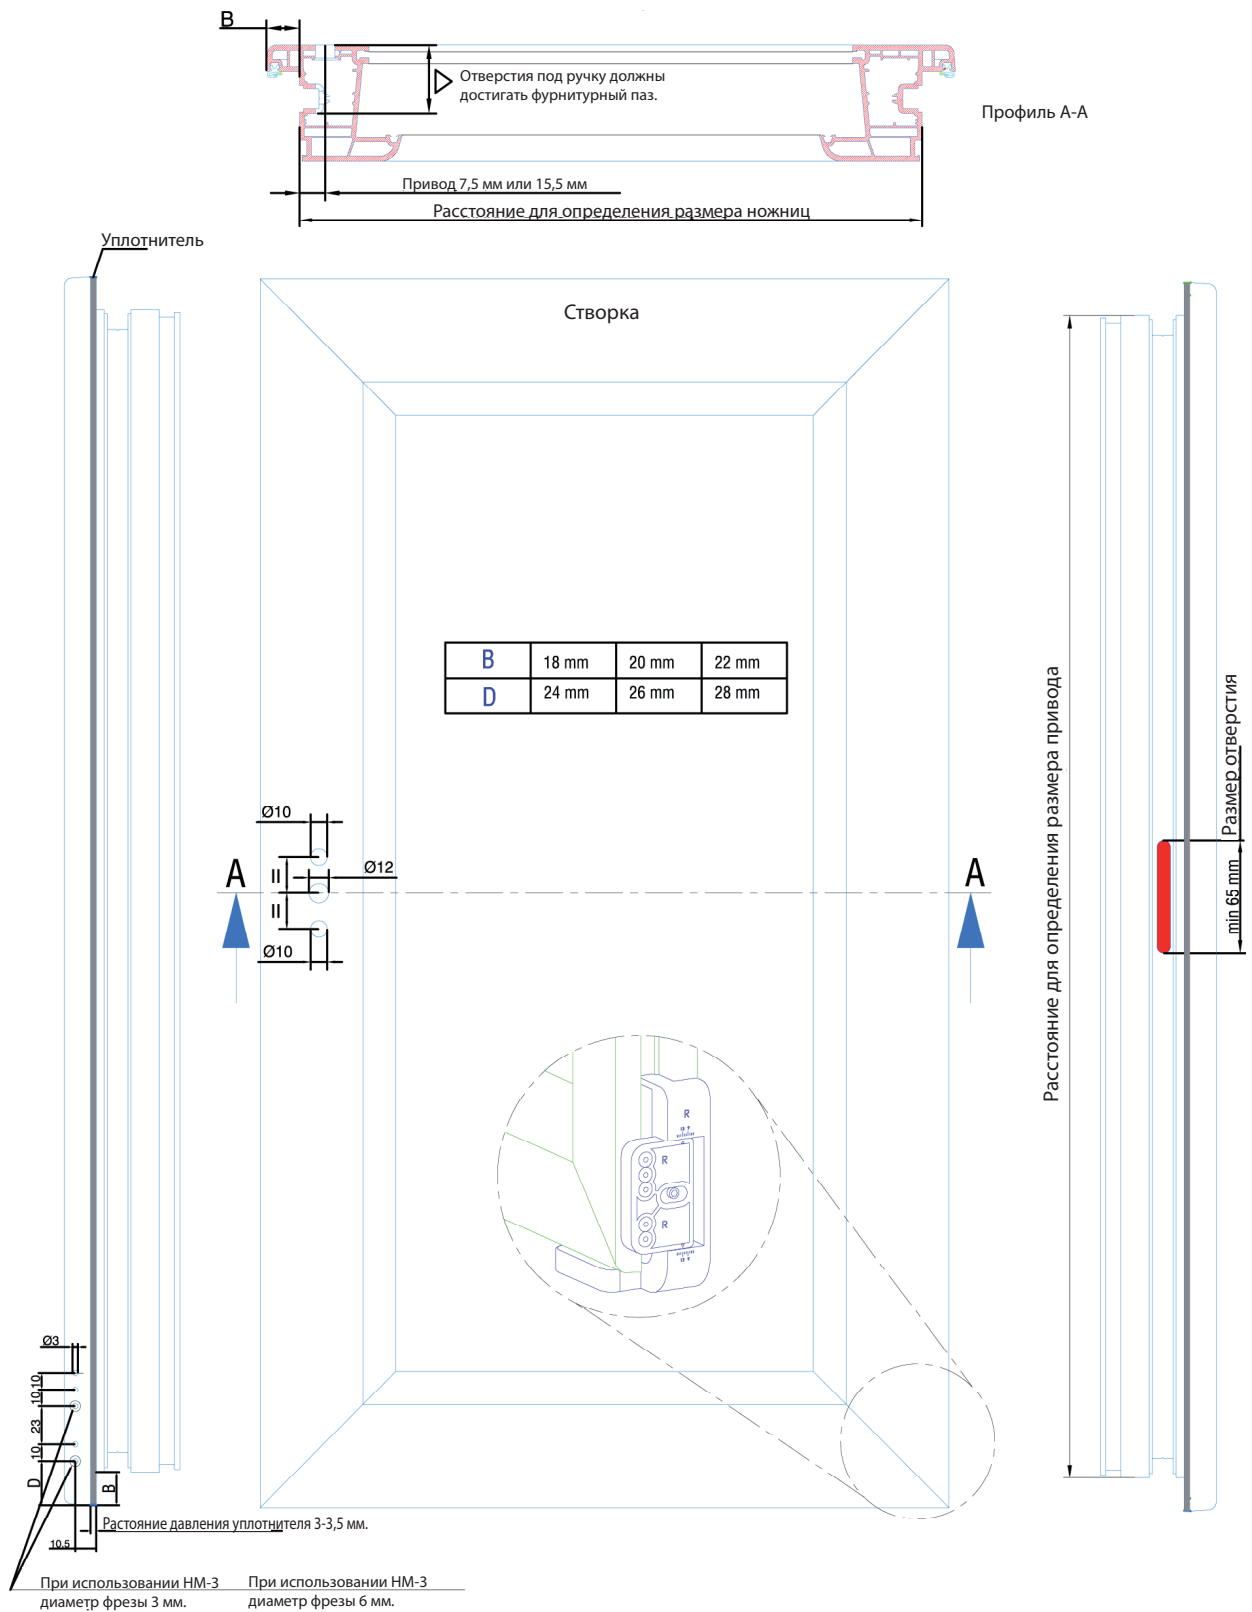 B
Отверстия под ручку должны
достигать фурнитурный паз.
Профиль А-А
Привод 7,5 мм или 15,5 мм
Расстояние для определения размера ножниц
Уплотнитель
Створка
B 18 mm 20 mm 22 mm
D 24 mm 26 mm 28 mm
Расстояние для определения размера привода
Размер отверстия
min 65 mm
Ø10
Ø12
A
A
II
II
Ø10
R
R
R
Ø3
10
10
23
10
D
B
Растояние давления уплотнителя 3-3,5 мм.
10.5
При использовании НМ-3
диаметр фрезы 3 мм.
При использовании НМ-3
диаметр фрезы 6 мм.